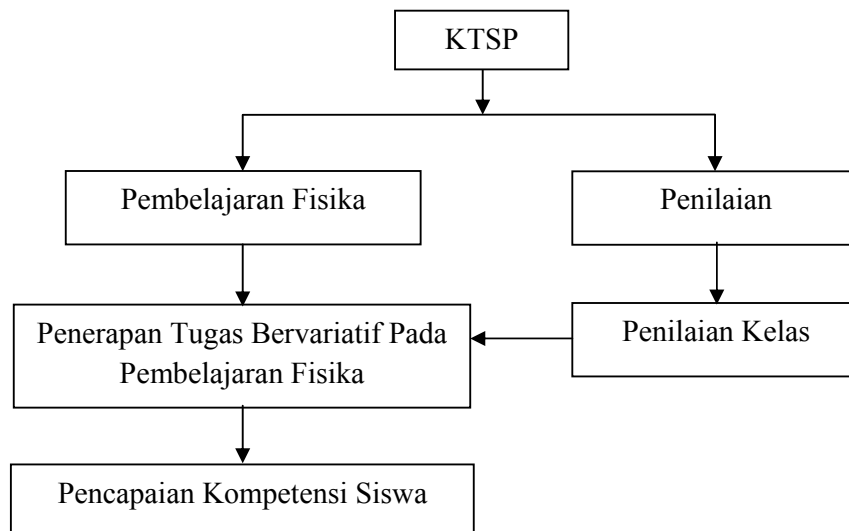 KTSP
Pembelajaran Fisika
Penilaian
Penerapan Tugas Bervariatif Pada
Pembelajaran Fisika
Penilaian Kelas
Pencapaian Kompetensi Siswa